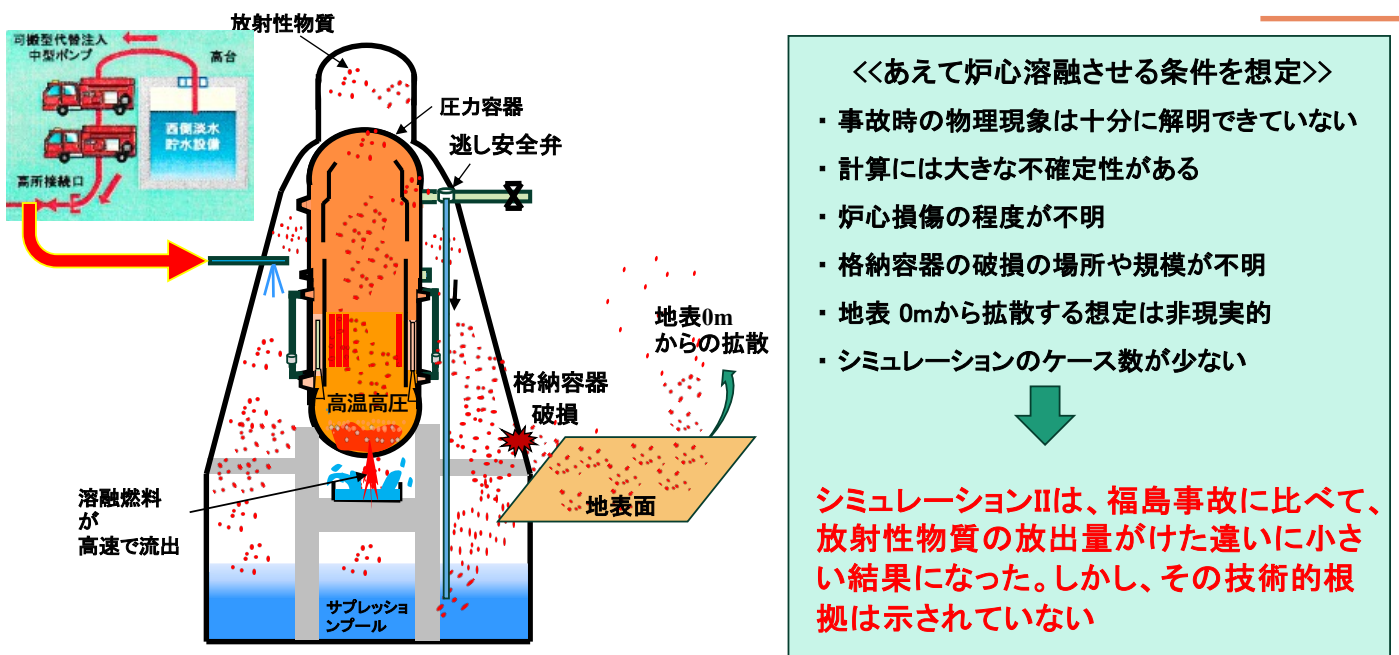 放射性物質
可搬型代替注入
中型ポンプ
高台
西側淡水
貯水設備
高所接続口
圧力容器
逃し安全弁
地表0m
からの拡散
格納容器
破損
高温高圧
地表面
溶融燃料
が
高速で流出
サプレッショ
ンプール
<<あえて炉心溶融させる条件を想定>>
・事故時の物理現象は十分に解明できていない
・計算には大きな不確定性がある
・炉心損傷の程度が不明
・格納容器の破損の場所や規模が不明
・地表 0mから拡散する想定は非現実的
・シミュレーションのケース数が少ない
シミュレーションIIは、福島事故に比べて、
放射性物質の放出量がけた違いに小さ
い結果になった。しかし、その技術的根
拠は示されていない